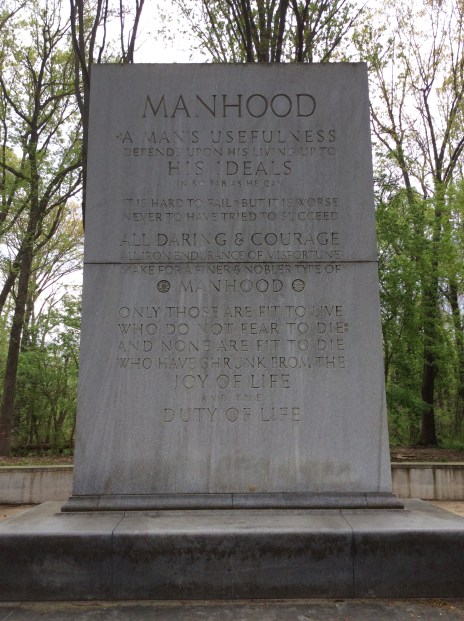 MANHOOD
A MAN'S USEFULNESS
DEPENDS UPON HIS LIVING UP TO
HIS IDEALS
IN SO FAR AS HE CAN
IT IS HARD TO FAIL · BUT IT IS WORSE
NEVER TO HAVE TRIED TO SUCCEED
ALL DARING & COURAGE
ALL IRON ENDURANCE OF MISFORTUNE
MAKE FOR A FINER & NOBLER TYPE OF
MANHOOD
ONLY THOSE ARE FIT TO LIVE
WHO DO NOT FEAR TO DIE
AND NONE ARE FIT TO DIE
WHO HAVE SHRUNK FROM THE
JOY OF LIFE
AND THE
DUTY OF LIFE